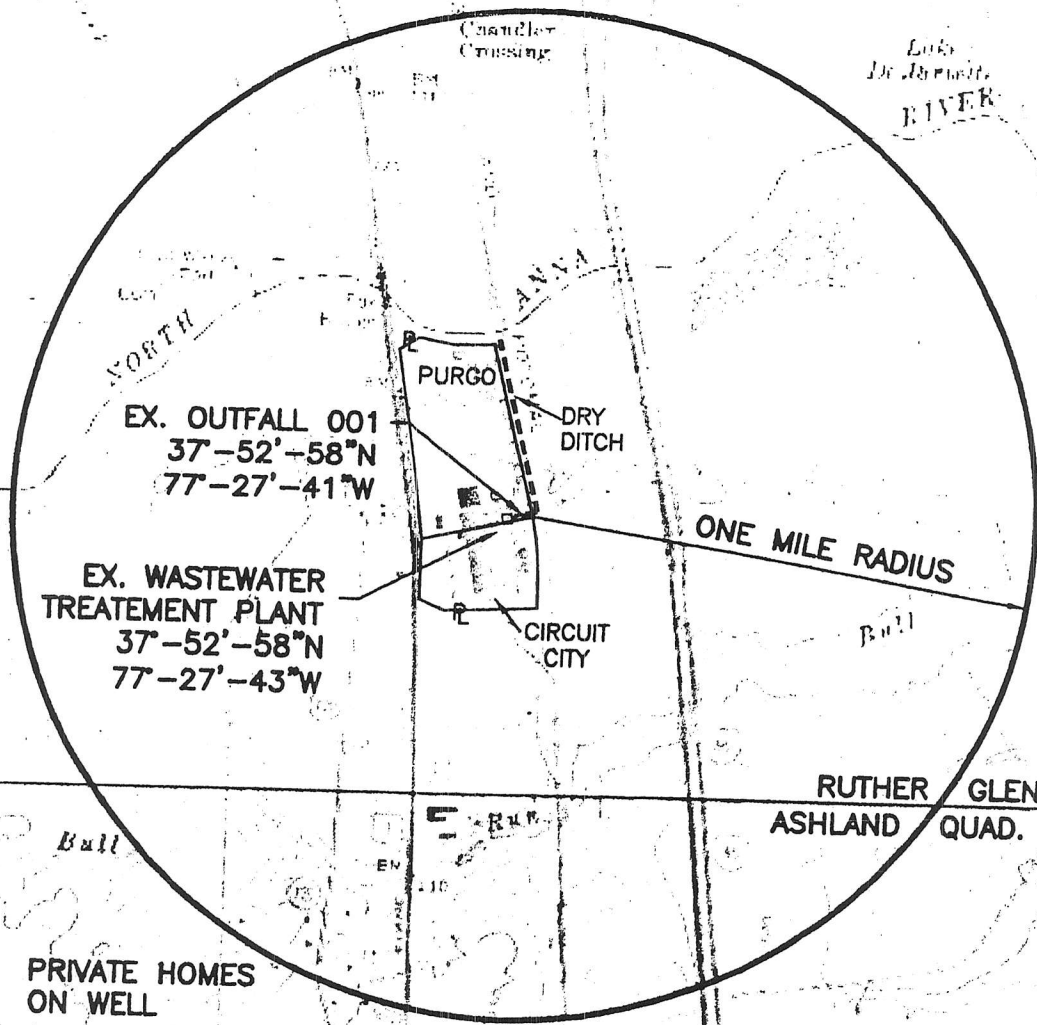 Chandler
Crossing
Lake
De Jarnette
RIVER
NORTH
ANNA
PURGO
DRY
DITCH
EX. OUTFALL 001
37°-52'-58"N
77°-27'-41"W
ONE MILE RADIUS
EX. WASTEWATER
TREATEMENT PLANT
37°-52'-58"N
77°-27'-43"W
CIRCUIT
CITY
Bull
RUTHER GLEN
ASHLAND QUAD.
Bull
Run
PRIVATE HOMES
ON WELL